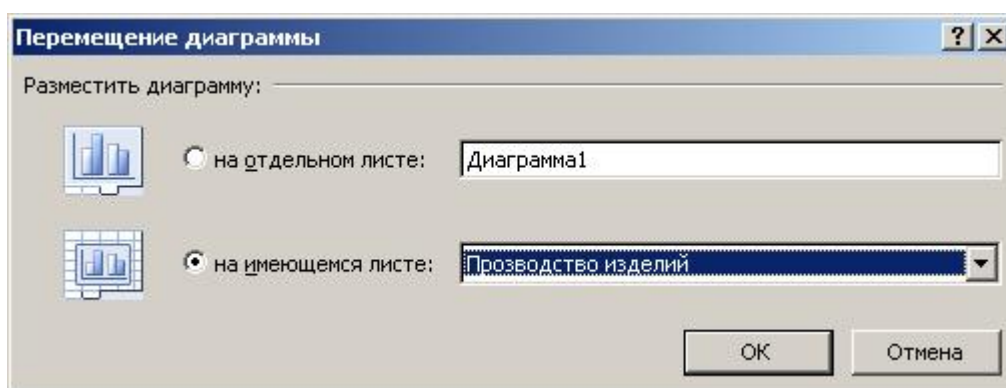 Перемещение диаграммы
Разместить диаграмму:
на отдельном листе: Диаграмма1
на имеющемся листе: Прозводство изделий
ОК Отмена